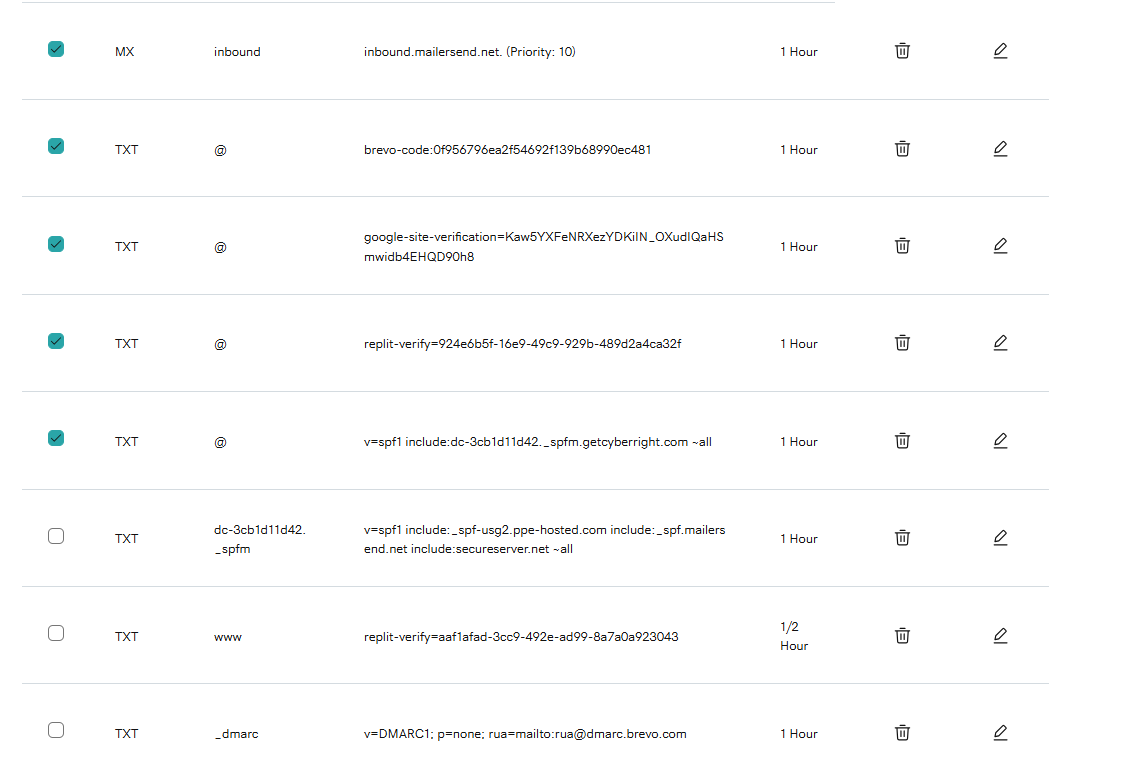 MX inbound inbound.mailersend.net. (Priority: 10) 1 Hour
TXT @ brevo-code:0f956796ea2f54692f139b68990ec481 1 Hour
TXT @ google-site-verification=Kaw5YXFeNRXezYDKiIN_OXudIQaHS
mwidb4EHQD90h8 1 Hour
TXT @ replit-verify=924e6b5f-16e9-49c9-929b-489d2a4ca32f 1 Hour
TXT @ v=spf1 include:dc-3cb1d11d42._spfm.getcyberright.com ~all 1 Hour
TXT dc-3cb1d11d42.
_spfm v=spf1 include:_spf-usg2.ppe-hosted.com include:_spf.mailers
end.net include:secureserver.net ~all 1 Hour
TXT www replit-verify=aaf1afad-3cc9-492e-ad99-8a7a0a923043 1/2
Hour
TXT _dmarc v=DMARC1; p=none; rua=mailto:rua@dmarc.brevo.com 1 Hour